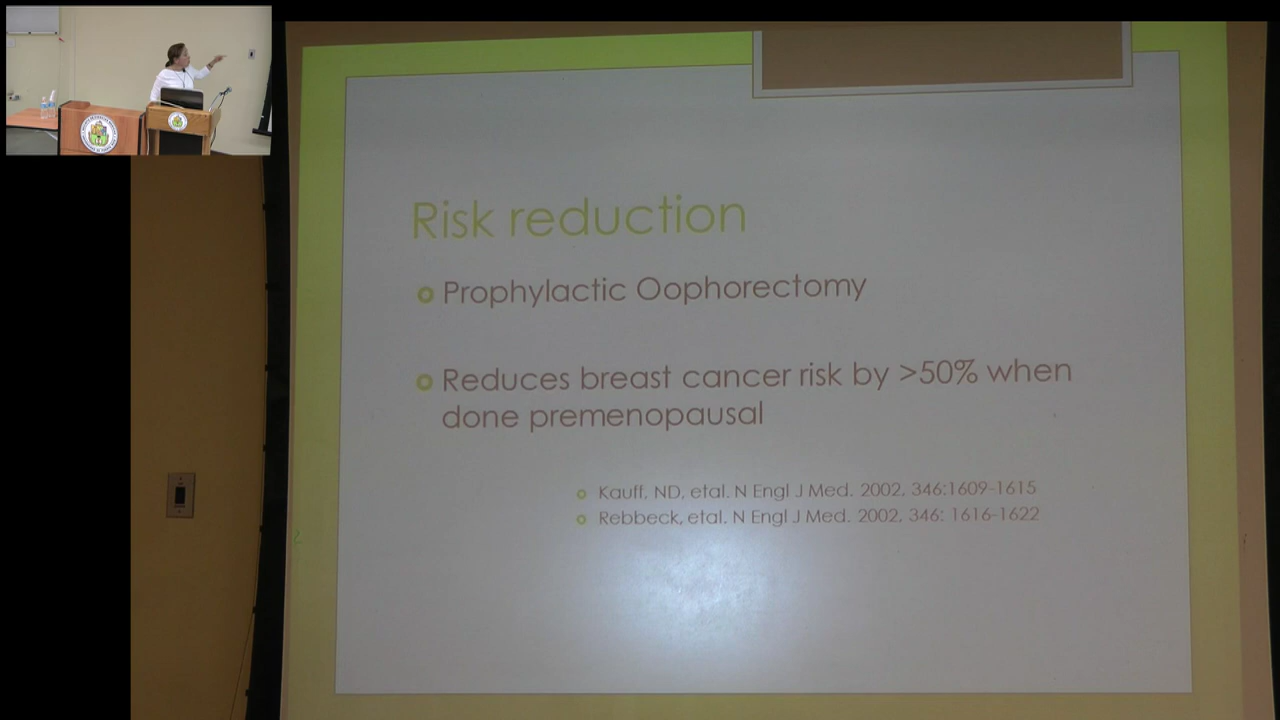 Risk reduction
Prophylactic Oophorectomy
Reduces breast cancer risk by >50% when
done premenopausal
Kauff, ND, etal. N Engl J Med. 2002. 346:1609-1615
Rebbeck, etal. N Engl J Med. 2002. 346: 1616-1622